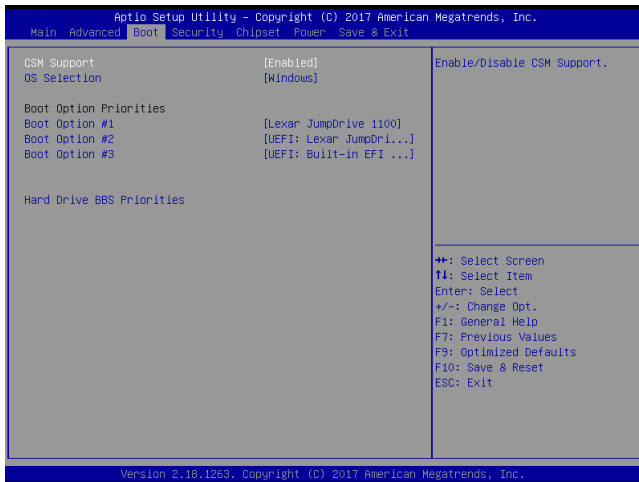 Aptio Setup Utility – Copyright (C) 2017 American Megatrends, Inc.
Main Advanced Boot Security Chipset Power Save & Exit
CSM Support [Enabled]
OS Selection [Windows]
Boot Option Priorities
Boot Option #1 [Lexar JumpDrive 1100]
Boot Option #2 [UEFI: Lexar JumpDri...]
Boot Option #3 [UEFI: Built-in EFI ...]
Hard Drive BBS Priorities
Enable/Disable CSM Support.
→←: Select Screen
↑↓: Select Item
Enter: Select
+/-: Change Opt.
F1: General Help
F7: Previous Values
F9: Optimized Defaults
F10: Save & Reset
ESC: Exit
Version 2.18.1263. Copyright (C) 2017 American Megatrends, Inc.